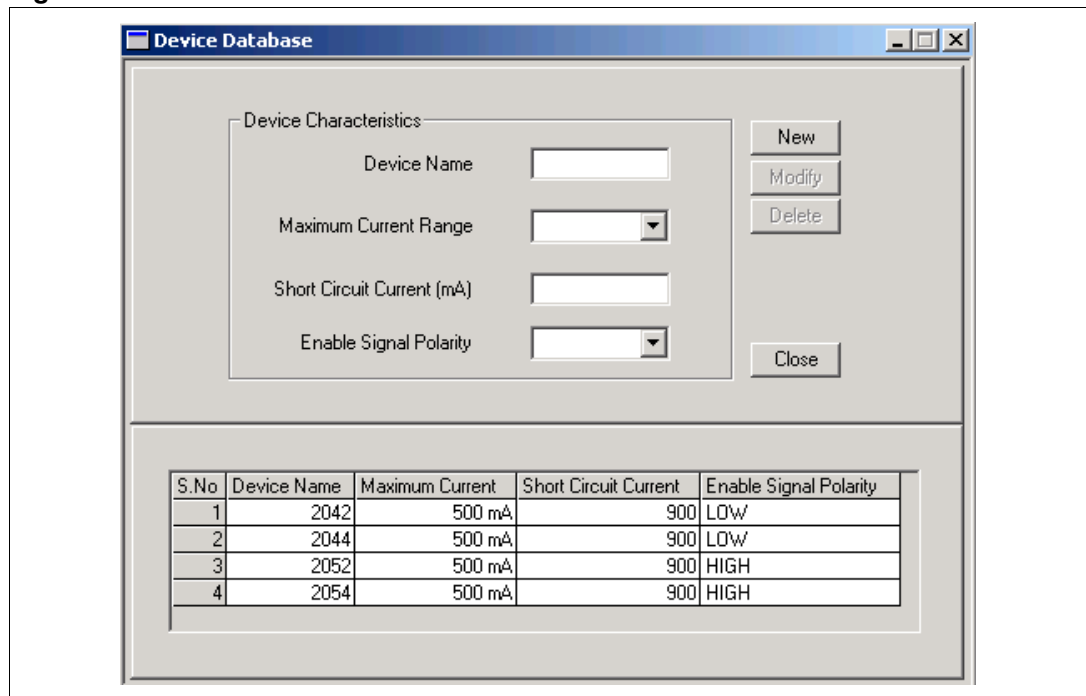 Device Database
Device Characteristics
Device Name
New
Modify
Maximum Current Range
Delete
Short Circuit Current (mA)
Enable Signal Polarity
Close
S.No Device Name Maximum Current Short Circuit Current Enable Signal Polarity
1 2042 500 mA 900 LOW
2 2044 500 mA 900 LOW
3 2052 500 mA 900 HIGH
4 2054 500 mA 900 HIGH